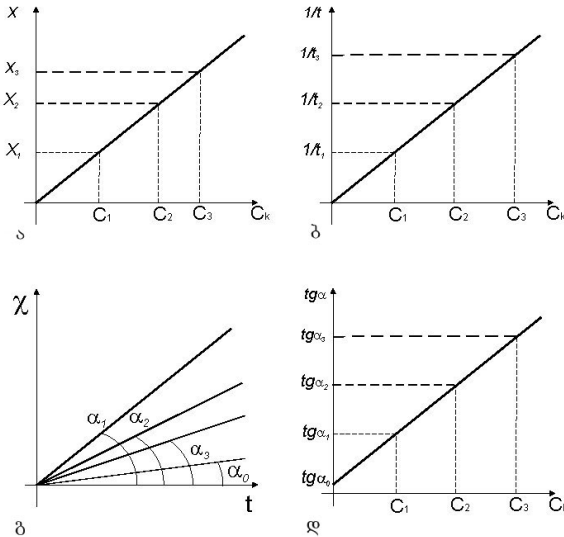 X
X₃
X₂
X₁
C₁ C₂ C₃ Cₖ
ა
1/t
1/t₃
1/t₂
1/t₁
C₁ C₂ C₃ Cₖ
ბ
χ
α₁ α₂ α₃ α₀
t
გ
tgα
tgα₃
tgα₂
tgα₁
tgα₀
C₁ C₂ C₃ Cₖ
დ